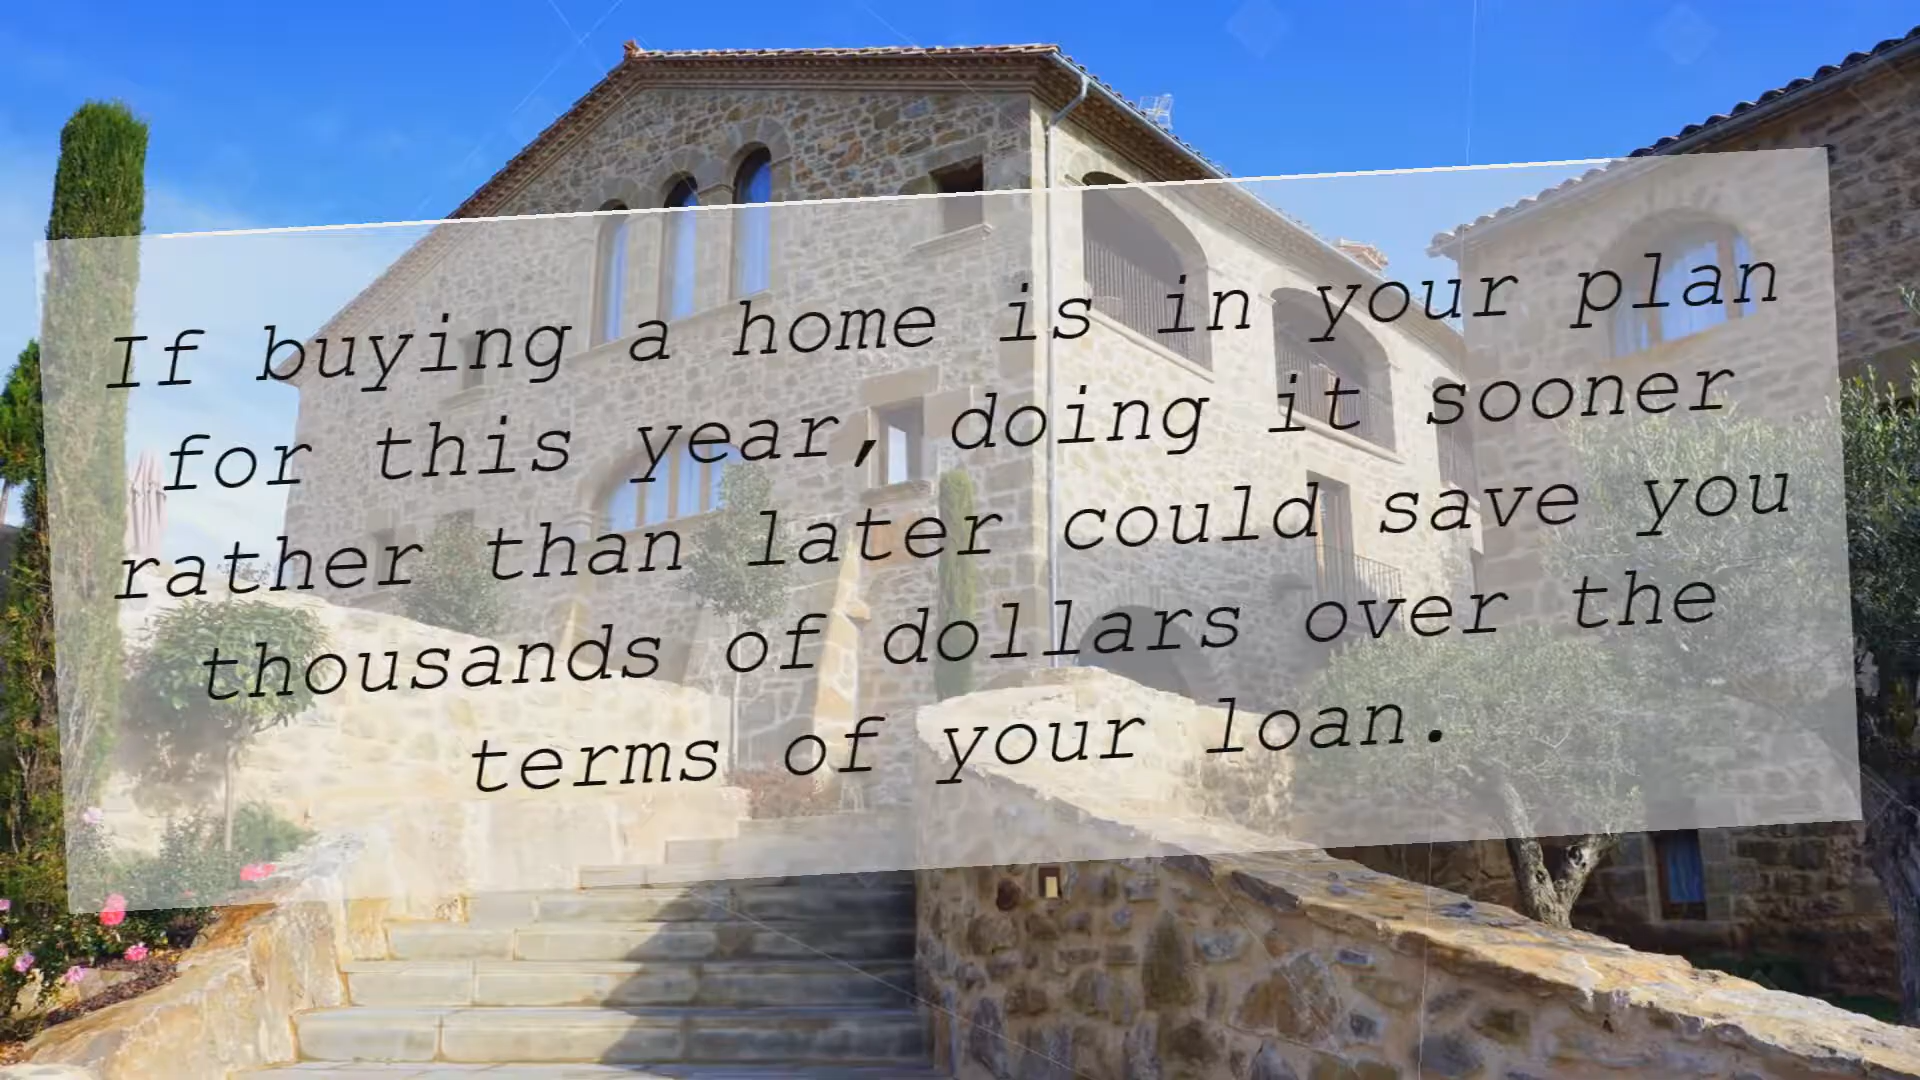 If buying a home is in your plan
for this year, doing it sooner
rather than later could save you
thousands of dollars over the
terms of your loan.